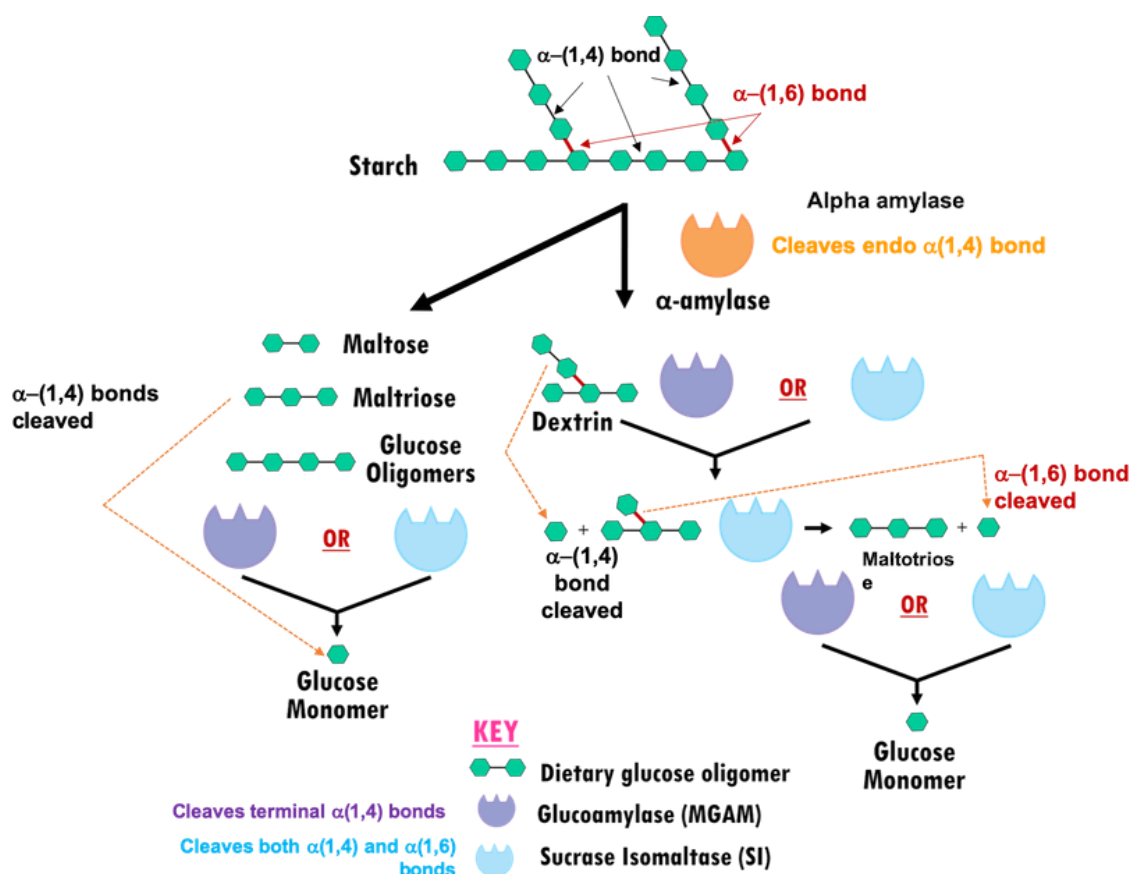 α–(1,4) bond
α–(1,6) bond
Starch
Alpha amylase
Cleaves endo α(1,4) bond
α-amylase
Maltose
α–(1,4) bonds
cleaved
Maltriose
Glucose
Oligomers
OR
Dextrin
OR
α–(1,6) bond
cleaved
+
+
α–(1,4)
bond
cleaved
Maltotrios
e
OR
Glucose
Monomer
Glucose
Monomer
KEY
Dietary glucose oligomer
Cleaves terminal α(1,4) bonds
Glucoamylase (MGAM)
Cleaves both α(1,4) and α(1,6)
bonds
Sucrase Isomaltase (SI)